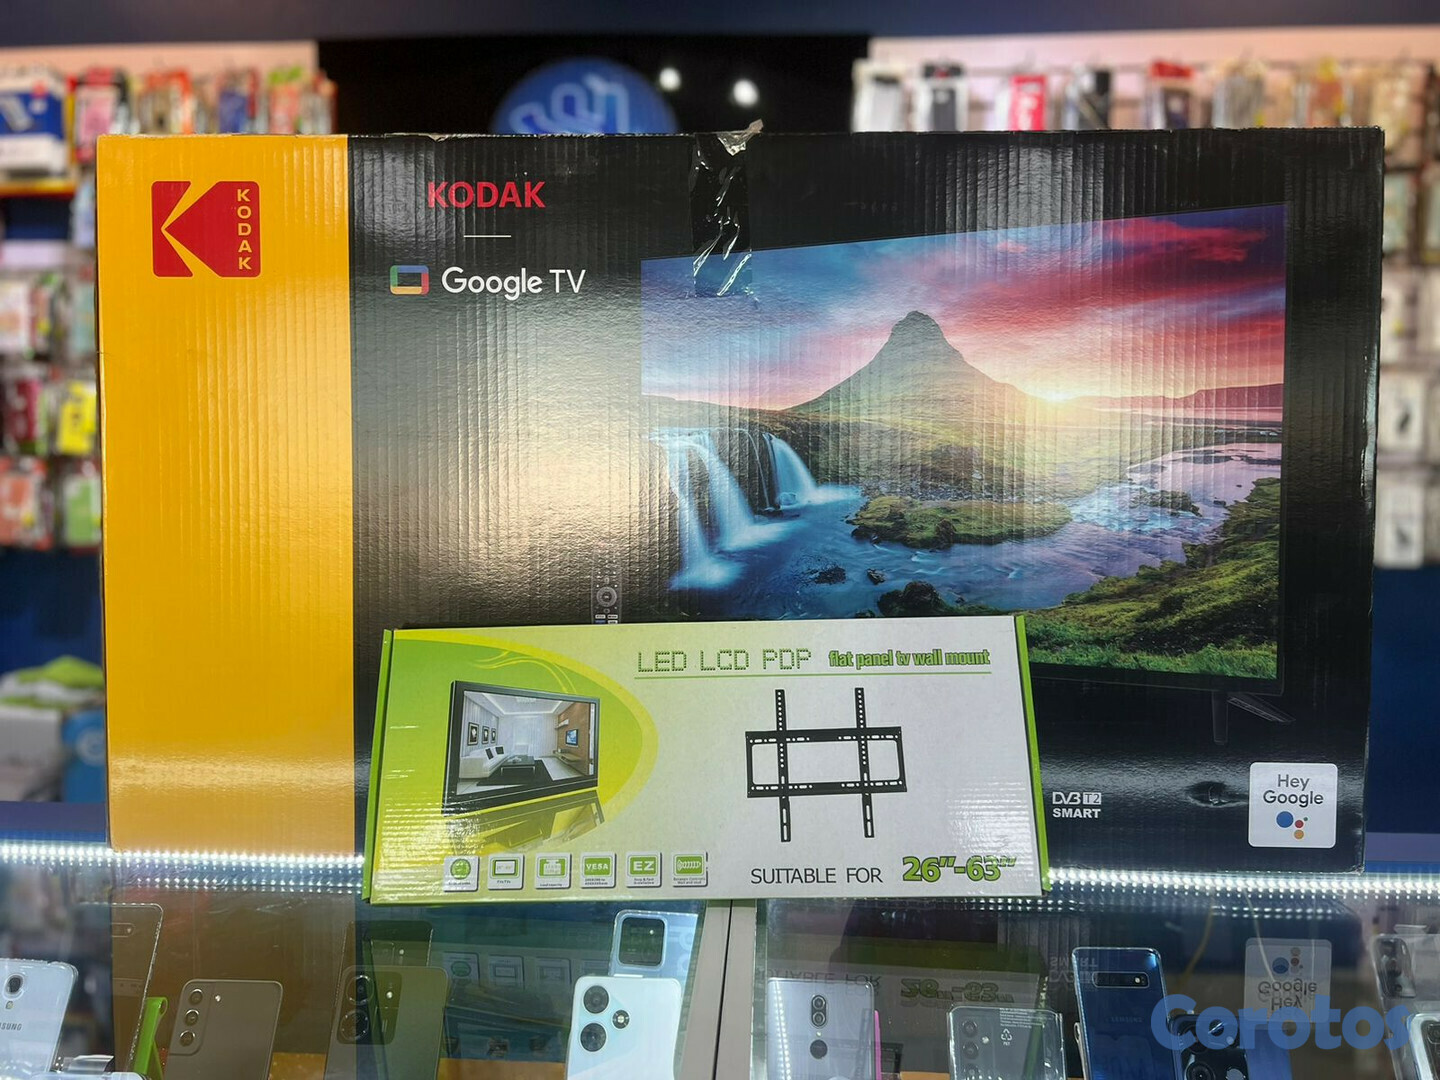 KODAK
KODAK
Google TV
LED LCD PDP flat panel tv wall mount
VESA
EZ
SUITABLE FOR 26"-63"
DVB T2
SMART
Hey
Google
SAMSUNG
Corotos